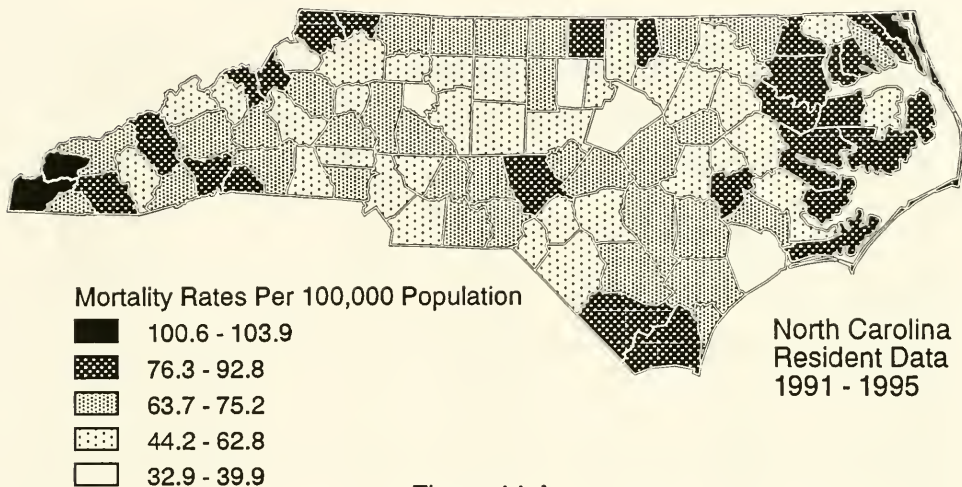 Mortality Rates Per 100,000 Population
100.6 - 103.9
76.3 - 92.8
63.7 - 75.2
44.2 - 62.8
32.9 - 39.9
North Carolina
Resident Data
1991 - 1995